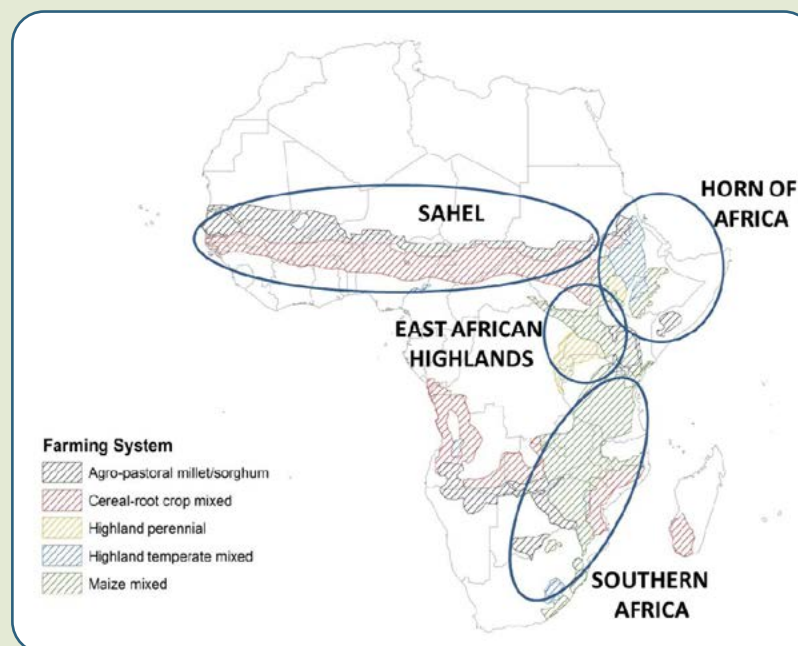 SAHEL
HORN OF
AFRICA
EAST AFRICAN
HIGHLANDS
Farming System
Agro-pastoral millet/sorghum
Cereal-root crop mixed
Highland perennial
Highland temperate mixed
Maize mixed
SOUTHERN
AFRICA